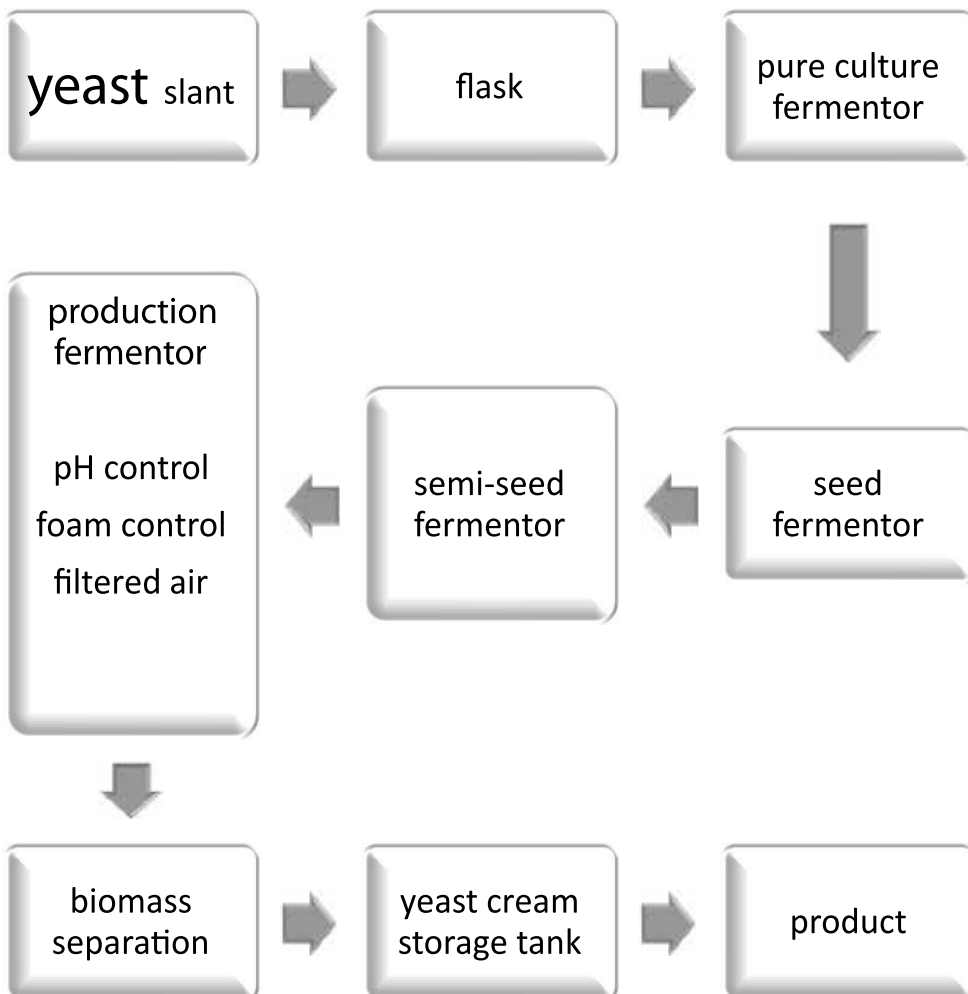 yeast slant
flask
pure culture
fermentor
seed
fermentor
semi-seed
fermentor
production
fermentor
pH control
foam control
filtered air
biomass
separation
yeast cream
storage tank
product